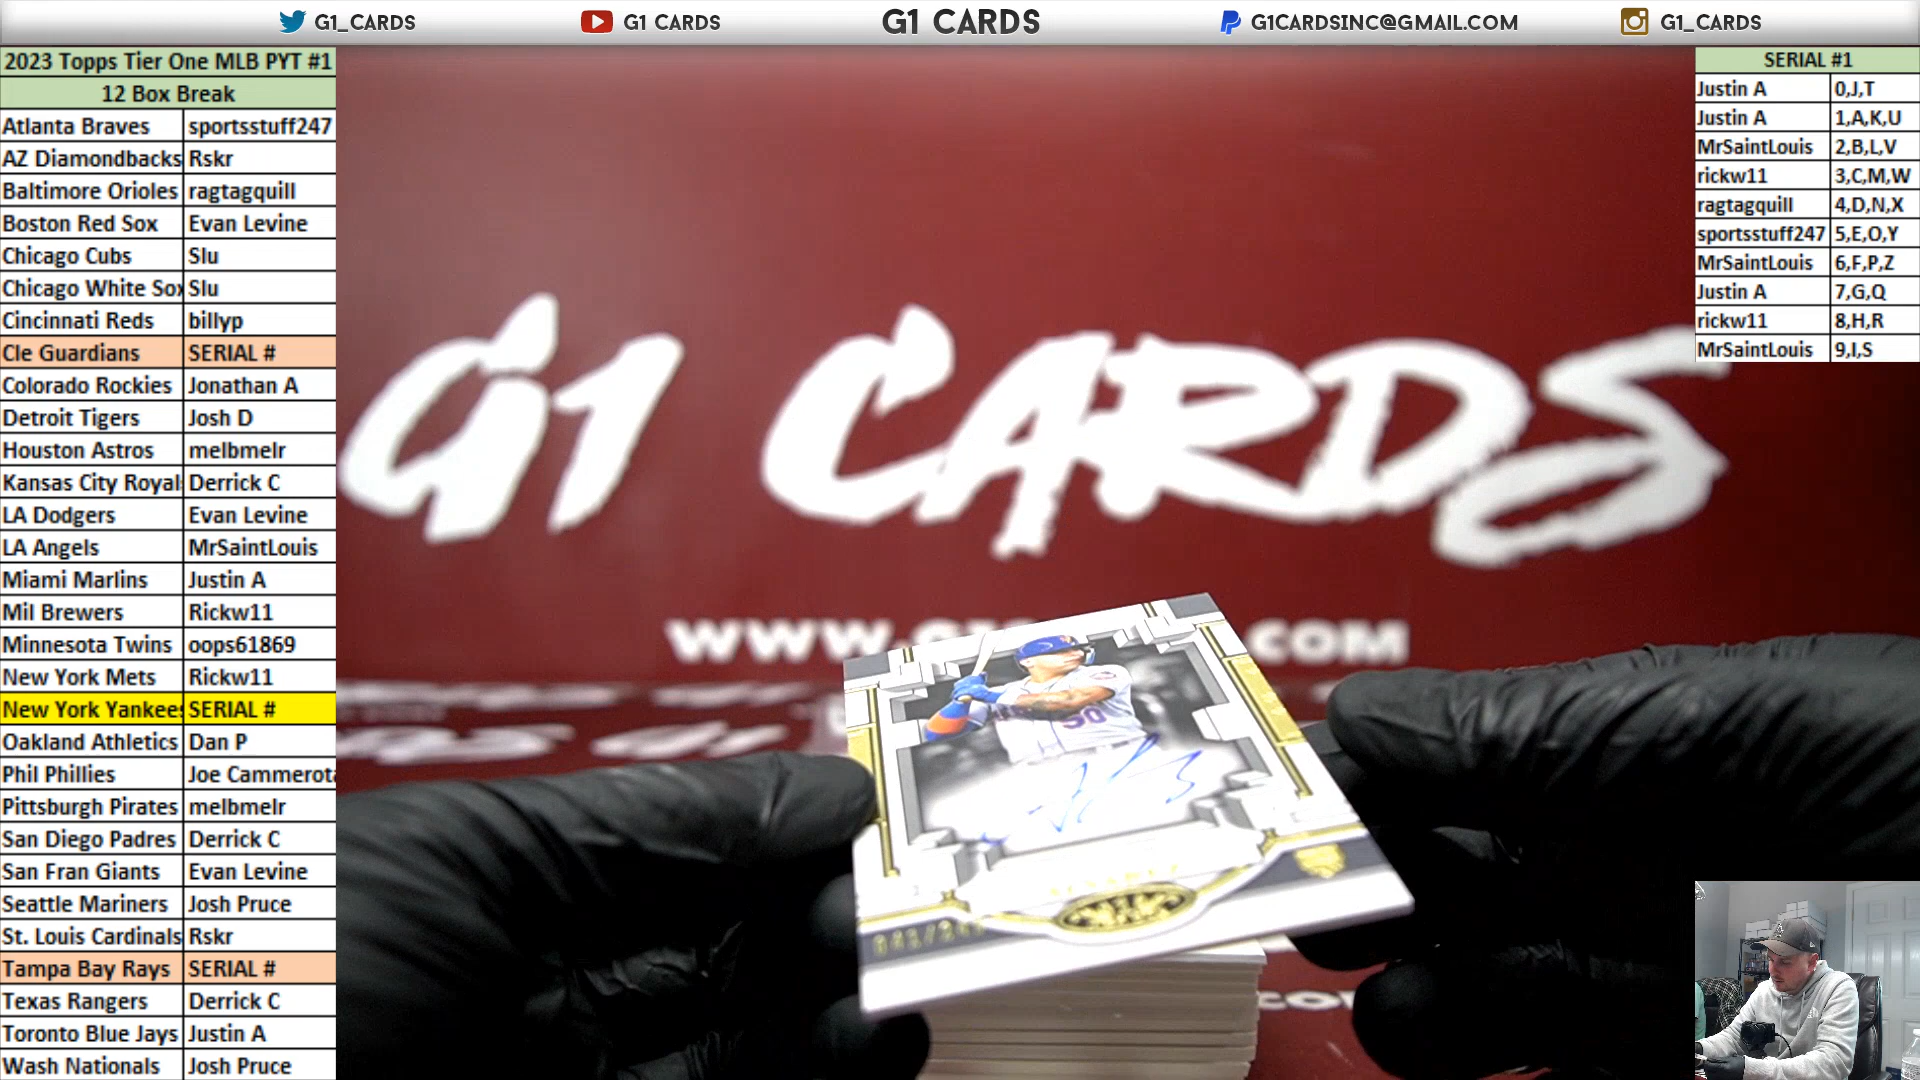 G1_CARDS G1 CARDS G1 CARDS G1CARDSINC@GMAIL.COM G1_CARDS
2023 Topps Tier One MLB PYT #1
12 Box Break
Atlanta Braves sportsstuff247
AZ Diamondbacks Rskr
Baltimore Orioles ragtagquill
Boston Red Sox Evan Levine
Chicago Cubs Slu
Chicago White Sox Slu
Cincinnati Reds billyp
Cle Guardians SERIAL #
Colorado Rockies Jonathan A
Detroit Tigers Josh D
Houston Astros melbmelr
Kansas City Royals Derrick C
LA Dodgers Evan Levine
LA Angels MrSaintLouis
Miami Marlins Justin A
Mil Brewers Rickw11
Minnesota Twins oops61869
New York Mets Rickw11
New York Yankees SERIAL #
Oakland Athletics Dan P
Phil Phillies Joe Cammerota
Pittsburgh Pirates melbmelr
San Diego Padres Derrick C
San Fran Giants Evan Levine
Seattle Mariners Josh Pruce
St. Louis Cardinals Rskr
Tampa Bay Rays SERIAL #
Texas Rangers Derrick C
Toronto Blue Jays Justin A
Wash Nationals Josh Pruce
SERIAL #1
Justin A 0,J,T
Justin A 1,A,K,U
MrSaintLouis 2,B,L,V
rickw11 3,C,M,W
ragtagquill 4,D,N,X
sportsstuff247 5,E,O,Y
MrSaintLouis 6,F,P,Z
Justin A 7,G,Q
rickw11 8,H,R
MrSaintLouis 9,I,S
G1 CARDS
WWW. .COM
50